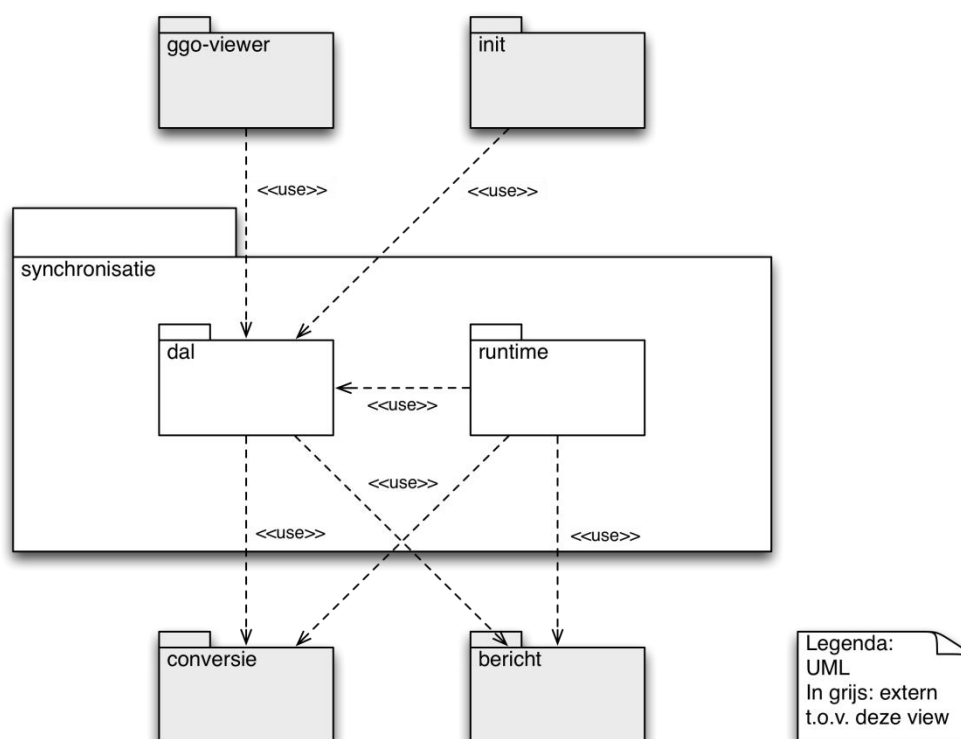 ggo-viewer
init
<<use>>
<<use>>
synchronisatie
dal
runtime
<<use>>
<<use>>
<<use>>
<<use>>
conversie
bericht
Legenda:
UML
In grijs: extern
t.o.v. deze view